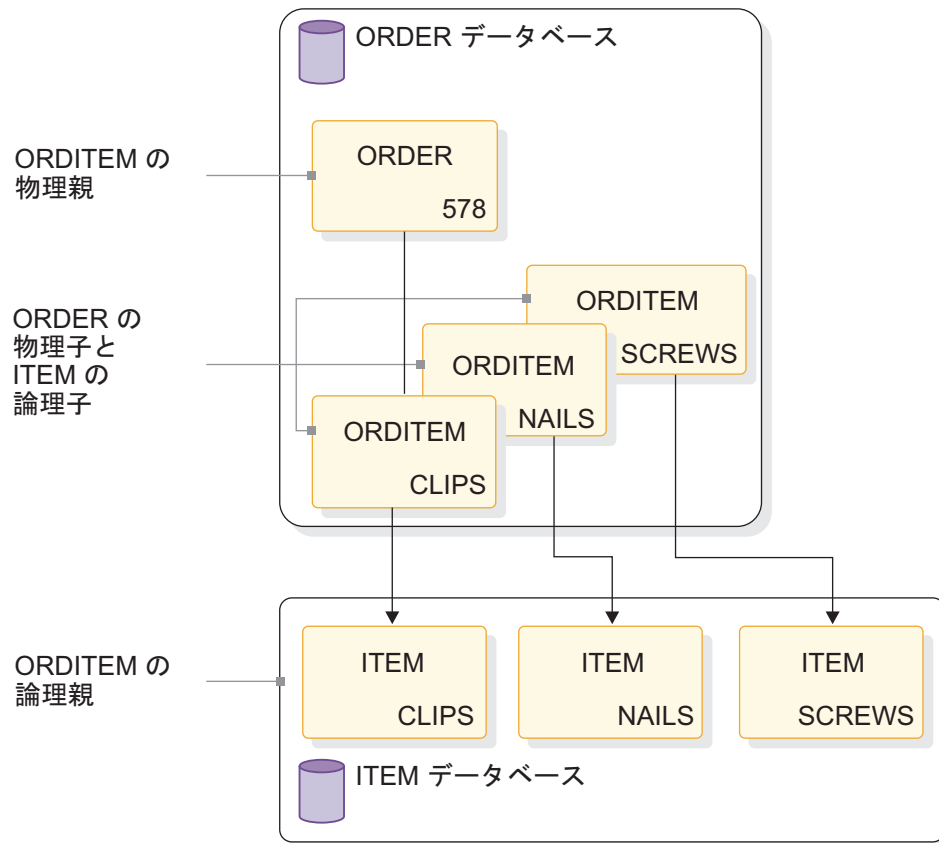 ORDER データベース
ORDITEM の
物理親
ORDER
578
ORDER の
物理子と
ITEM の
論理子
ORDITEM
SCREWS
ORDITEM
NAILS
ORDITEM
CLIPS
ORDITEM の
論理親
ITEM
CLIPS
ITEM
NAILS
ITEM
SCREWS
ITEM データベース